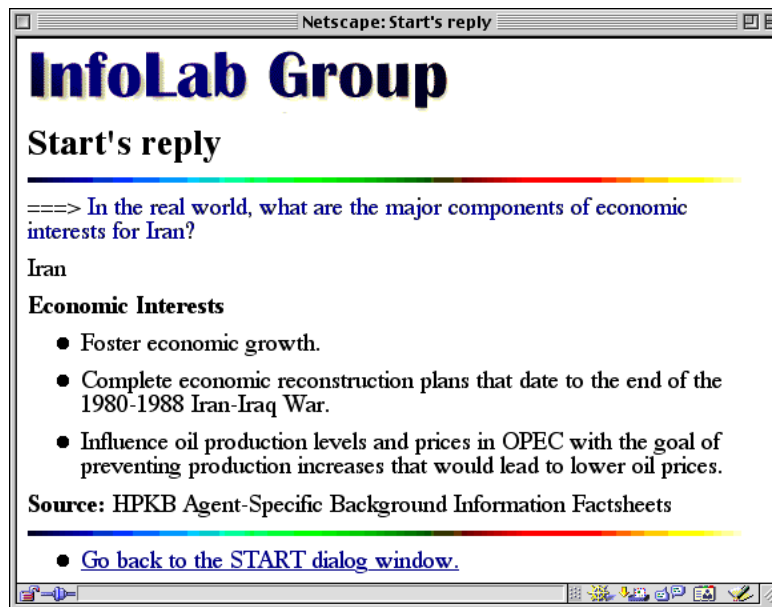 Netscape: Start's reply
InfoLab Group
Start's reply
===> In the real world, what are the major components of economic
interests for Iran?
Iran
Economic Interests
● Foster economic growth.
● Complete economic reconstruction plans that date to the end of the
1980-1988 Iran-Iraq War.
● Influence oil production levels and prices in OPEC with the goal of
preventing production increases that would lead to lower oil prices.
Source: HPKB Agent-Specific Background Information Factsheets
● Go back to the START dialog window.